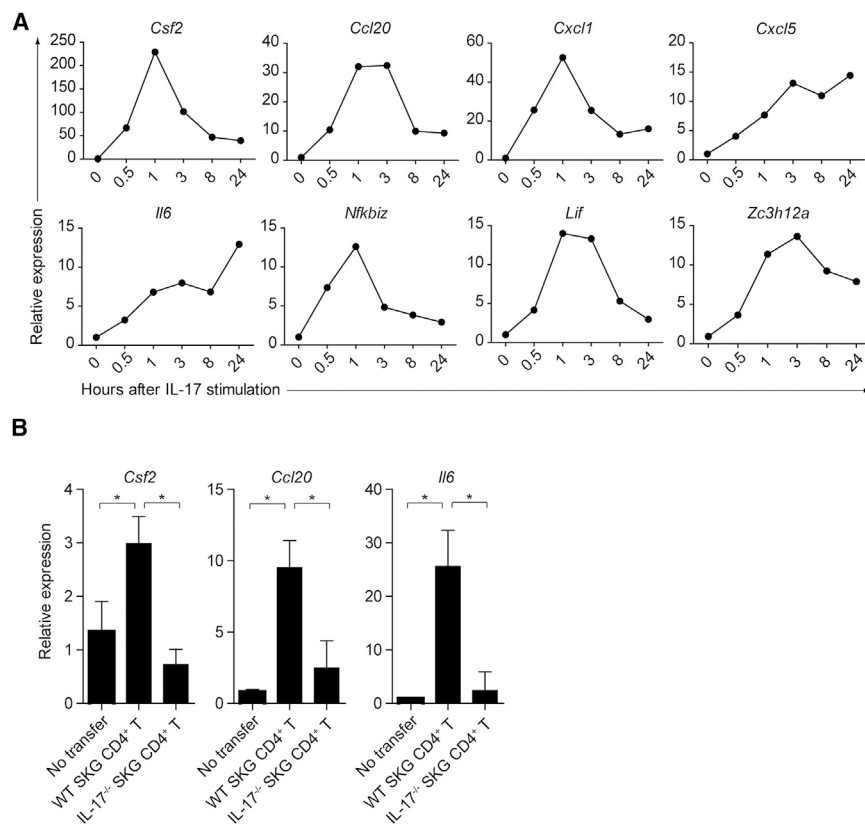 A
Csf2 Ccl20 Cxcl1 Cxcl5
250
200
150
100
50
0
40
30
20
10
0
60
40
20
0
20
15
10
5
0
0 0.5 1 3 8 24
0 0.5 1 3 8 24
0 0.5 1 3 8 24
0 0.5 1 3 8 24
Relative expression
Il6 Nfkbiz Lif Zc3h12a
15
10
5
0
15
10
5
0
15
10
5
0
15
10
5
0
0 0.5 1 3 8 24
0 0.5 1 3 8 24
0 0.5 1 3 8 24
0 0.5 1 3 8 24
Hours after IL-17 stimulation
B
Csf2 Ccl20 Il6
Relative expression
4
3
2
1
0
* *
15
10
5
0
* *
40
30
20
10
0
* *
No transfer
WT SKG CD4⁺ T
IL-17⁻/⁻ SKG CD4⁺ T
No transfer
WT SKG CD4⁺ T
IL-17⁻/⁻ SKG CD4⁺ T
No transfer
WT SKG CD4⁺ T
IL-17⁻/⁻ SKG CD4⁺ T